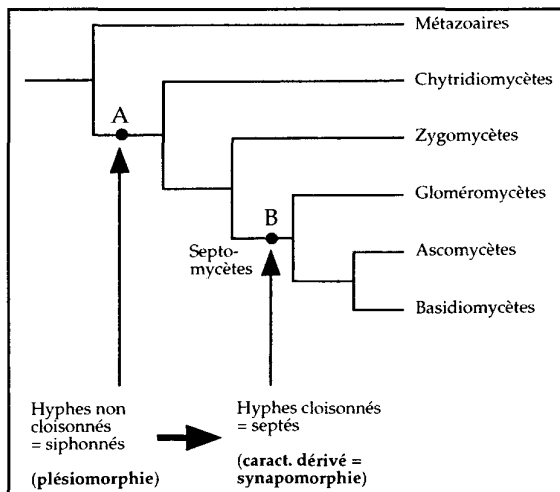 Métazoaires
Chytridiomycètes
A
Zygomycètes
Gloméromycètes
B
Septo-
mycètes
Ascomycètes
Basidiomycètes
Hyphes non
cloisonnés
= siphonnés
(plésiomorphie)
Hyphes cloisonnés
= septés
(caract. dérivé =
synapomorphie)